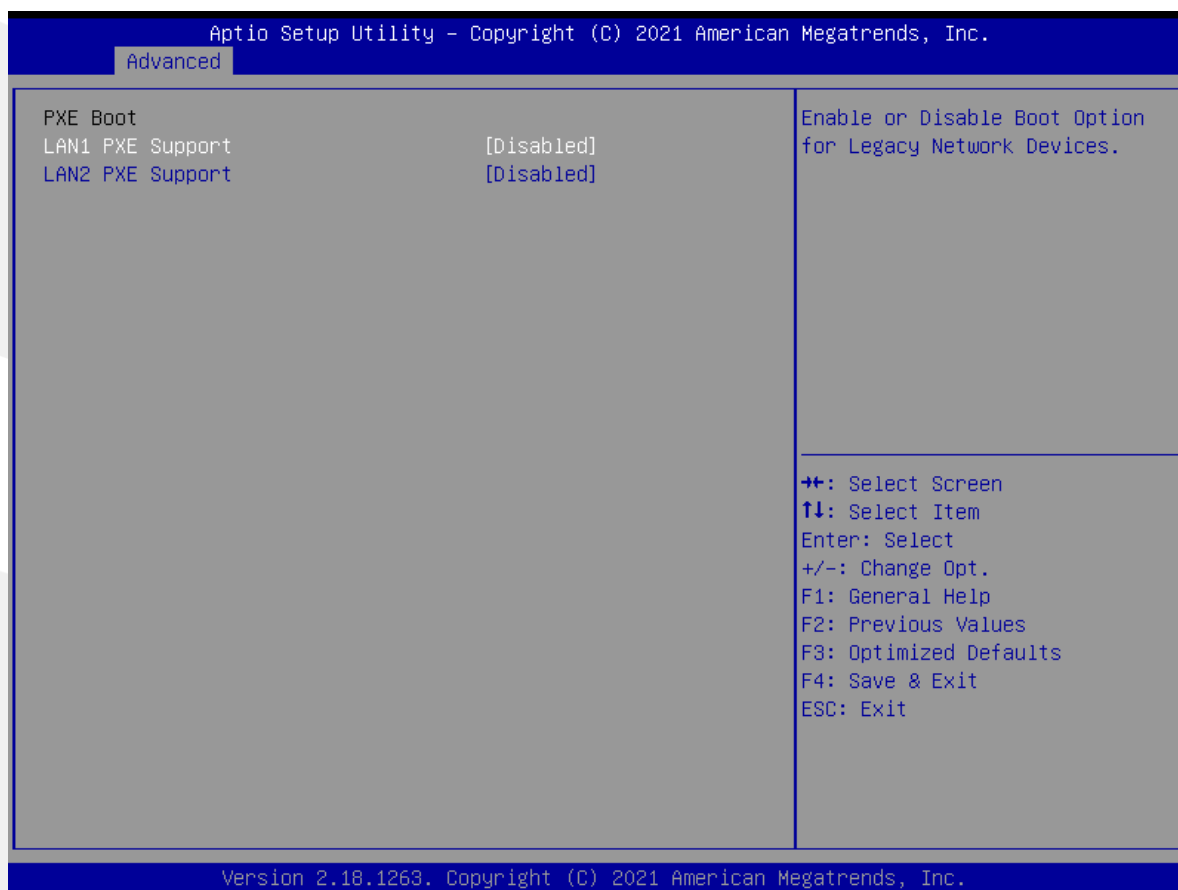 Aptio Setup Utility – Copyright (C) 2021 American Megatrends, Inc.
Advanced
PXE Boot
LAN1 PXE Support [Disabled]
LAN2 PXE Support [Disabled]
Enable or Disable Boot Option
for Legacy Network Devices.
→←: Select Screen
↑↓: Select Item
Enter: Select
+/-: Change Opt.
F1: General Help
F2: Previous Values
F3: Optimized Defaults
F4: Save & Exit
ESC: Exit
Version 2.18.1263. Copyright (C) 2021 American Megatrends, Inc.